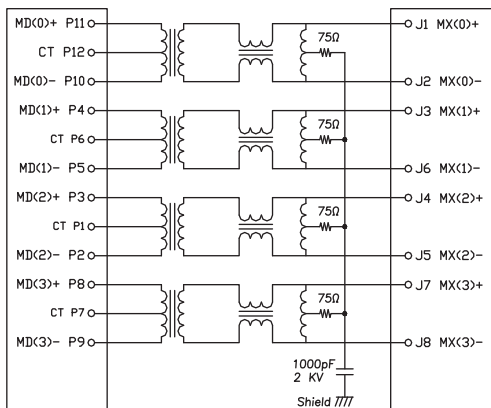 MD(0)+ P11
75Ω
J1 MX(0)+
CT P12
MD(0)- P10
J2 MX(0)-
MD(1)+ P4
75Ω
J3 MX(1)+
CT P6
MD(1)- P5
J6 MX(1)-
MD(2)+ P3
75Ω
J4 MX(2)+
CT P1
MD(2)- P2
J5 MX(2)-
MD(3)+ P8
75Ω
J7 MX(3)+
CT P7
MD(3)- P9
J8 MX(3)-
1000pF
2 KV
Shield